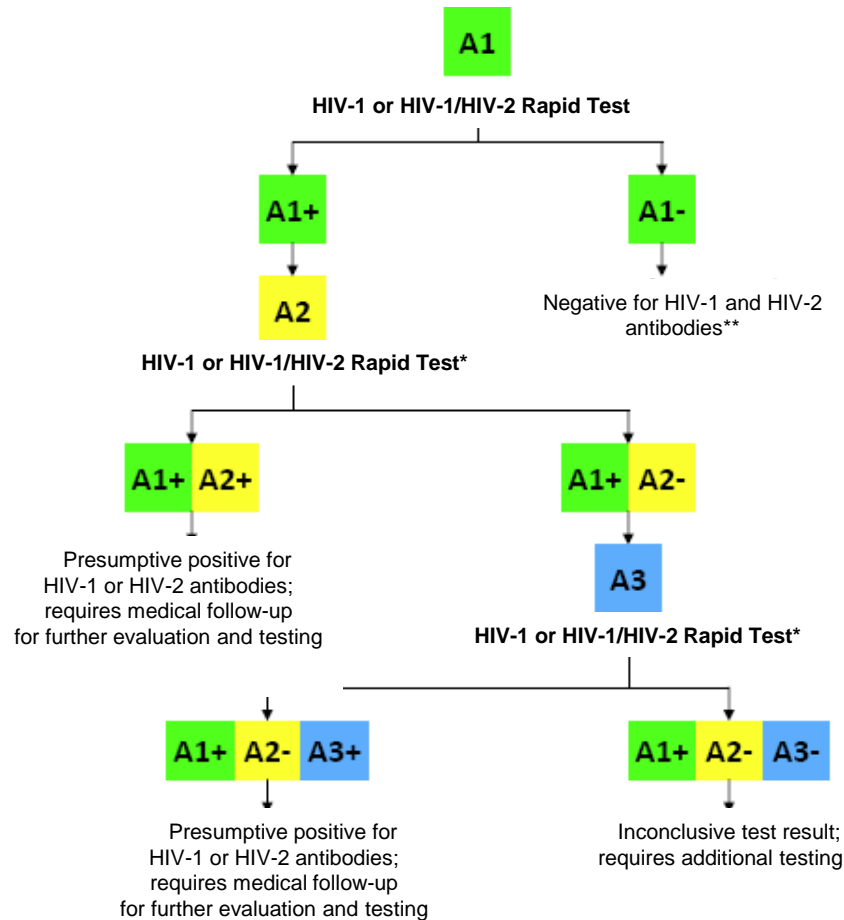 A1
HIV-1 or HIV-1/HIV-2 Rapid Test
A1+
A1-
A2
Negative for HIV-1 and HIV-2
antibodies**
HIV-1 or HIV-1/HIV-2 Rapid Test*
A1+ A2+
A1+ A2-
Presumptive positive for
HIV-1 or HIV-2 antibodies;
requires medical follow-up
for further evaluation and testing
A3
HIV-1 or HIV-1/HIV-2 Rapid Test*
A1+ A2- A3+
A1+ A2- A3-
Presumptive positive for
HIV-1 or HIV-2 antibodies;
requires medical follow-up
for further evaluation and testing
Inconclusive test result;
requires additional testing